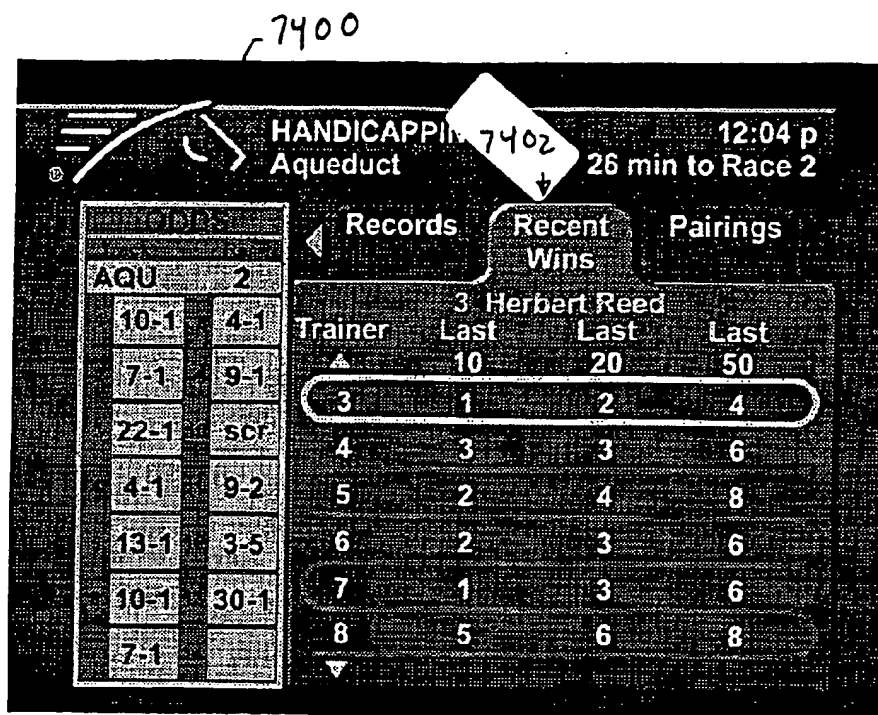 7400
HANDICAPPIN
7402
12:04 p
Aqueduct
26 min to Race 2
ODDS
AQU 2
10-1 4-1
7-1 9-1
22-1 scr
4-1 9-2
13-1 3-5
10-1 30-1
7-1
Records
Recent
Wins
Pairings
3 Herbert Reed
Trainer Last Last Last
10 20 50
3 1 2 4
4 3 3 6
5 2 4 8
6 2 3 6
7 1 3 6
8 5 6 8